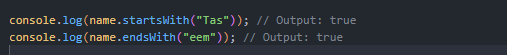 console.log(name.startsWith("Tas")); // Output: true
console.log(name.endsWith("eem")); // Output: true